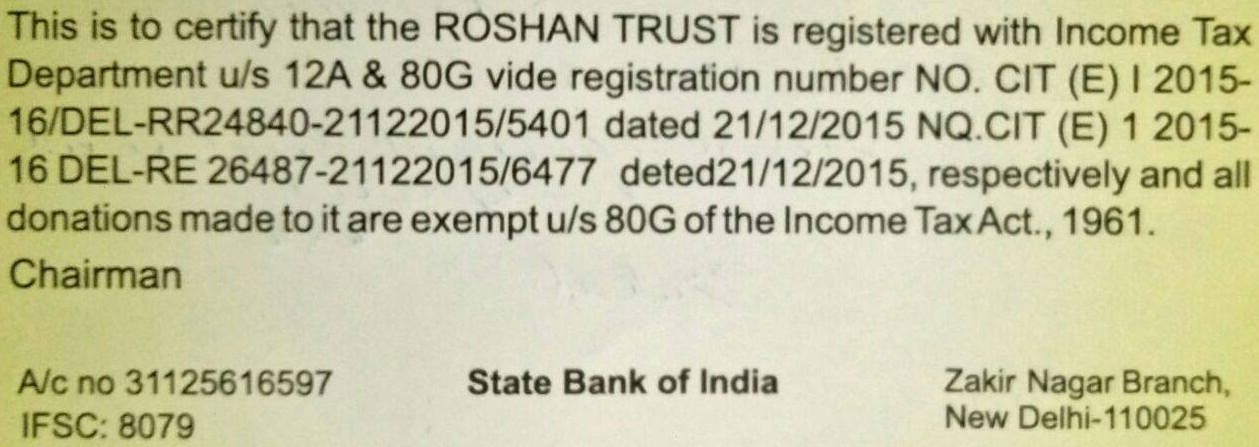 This is to certify that the ROSHAN TRUST is registered with Income Tax
Department u/s 12A & 80G vide registration number NO. CIT (E) I 2015-
16/DEL-RR24840-21122015/5401 dated 21/12/2015 NQ.CIT (E) 1 2015-
16 DEL-RE 26487-21122015/6477 deted21/12/2015, respectively and all
donations made to it are exempt u/s 80G of the Income Tax Act., 1961.
Chairman
A/c no 31125616597 State Bank of India Zakir Nagar Branch,
IFSC: 8079 New Delhi-110025